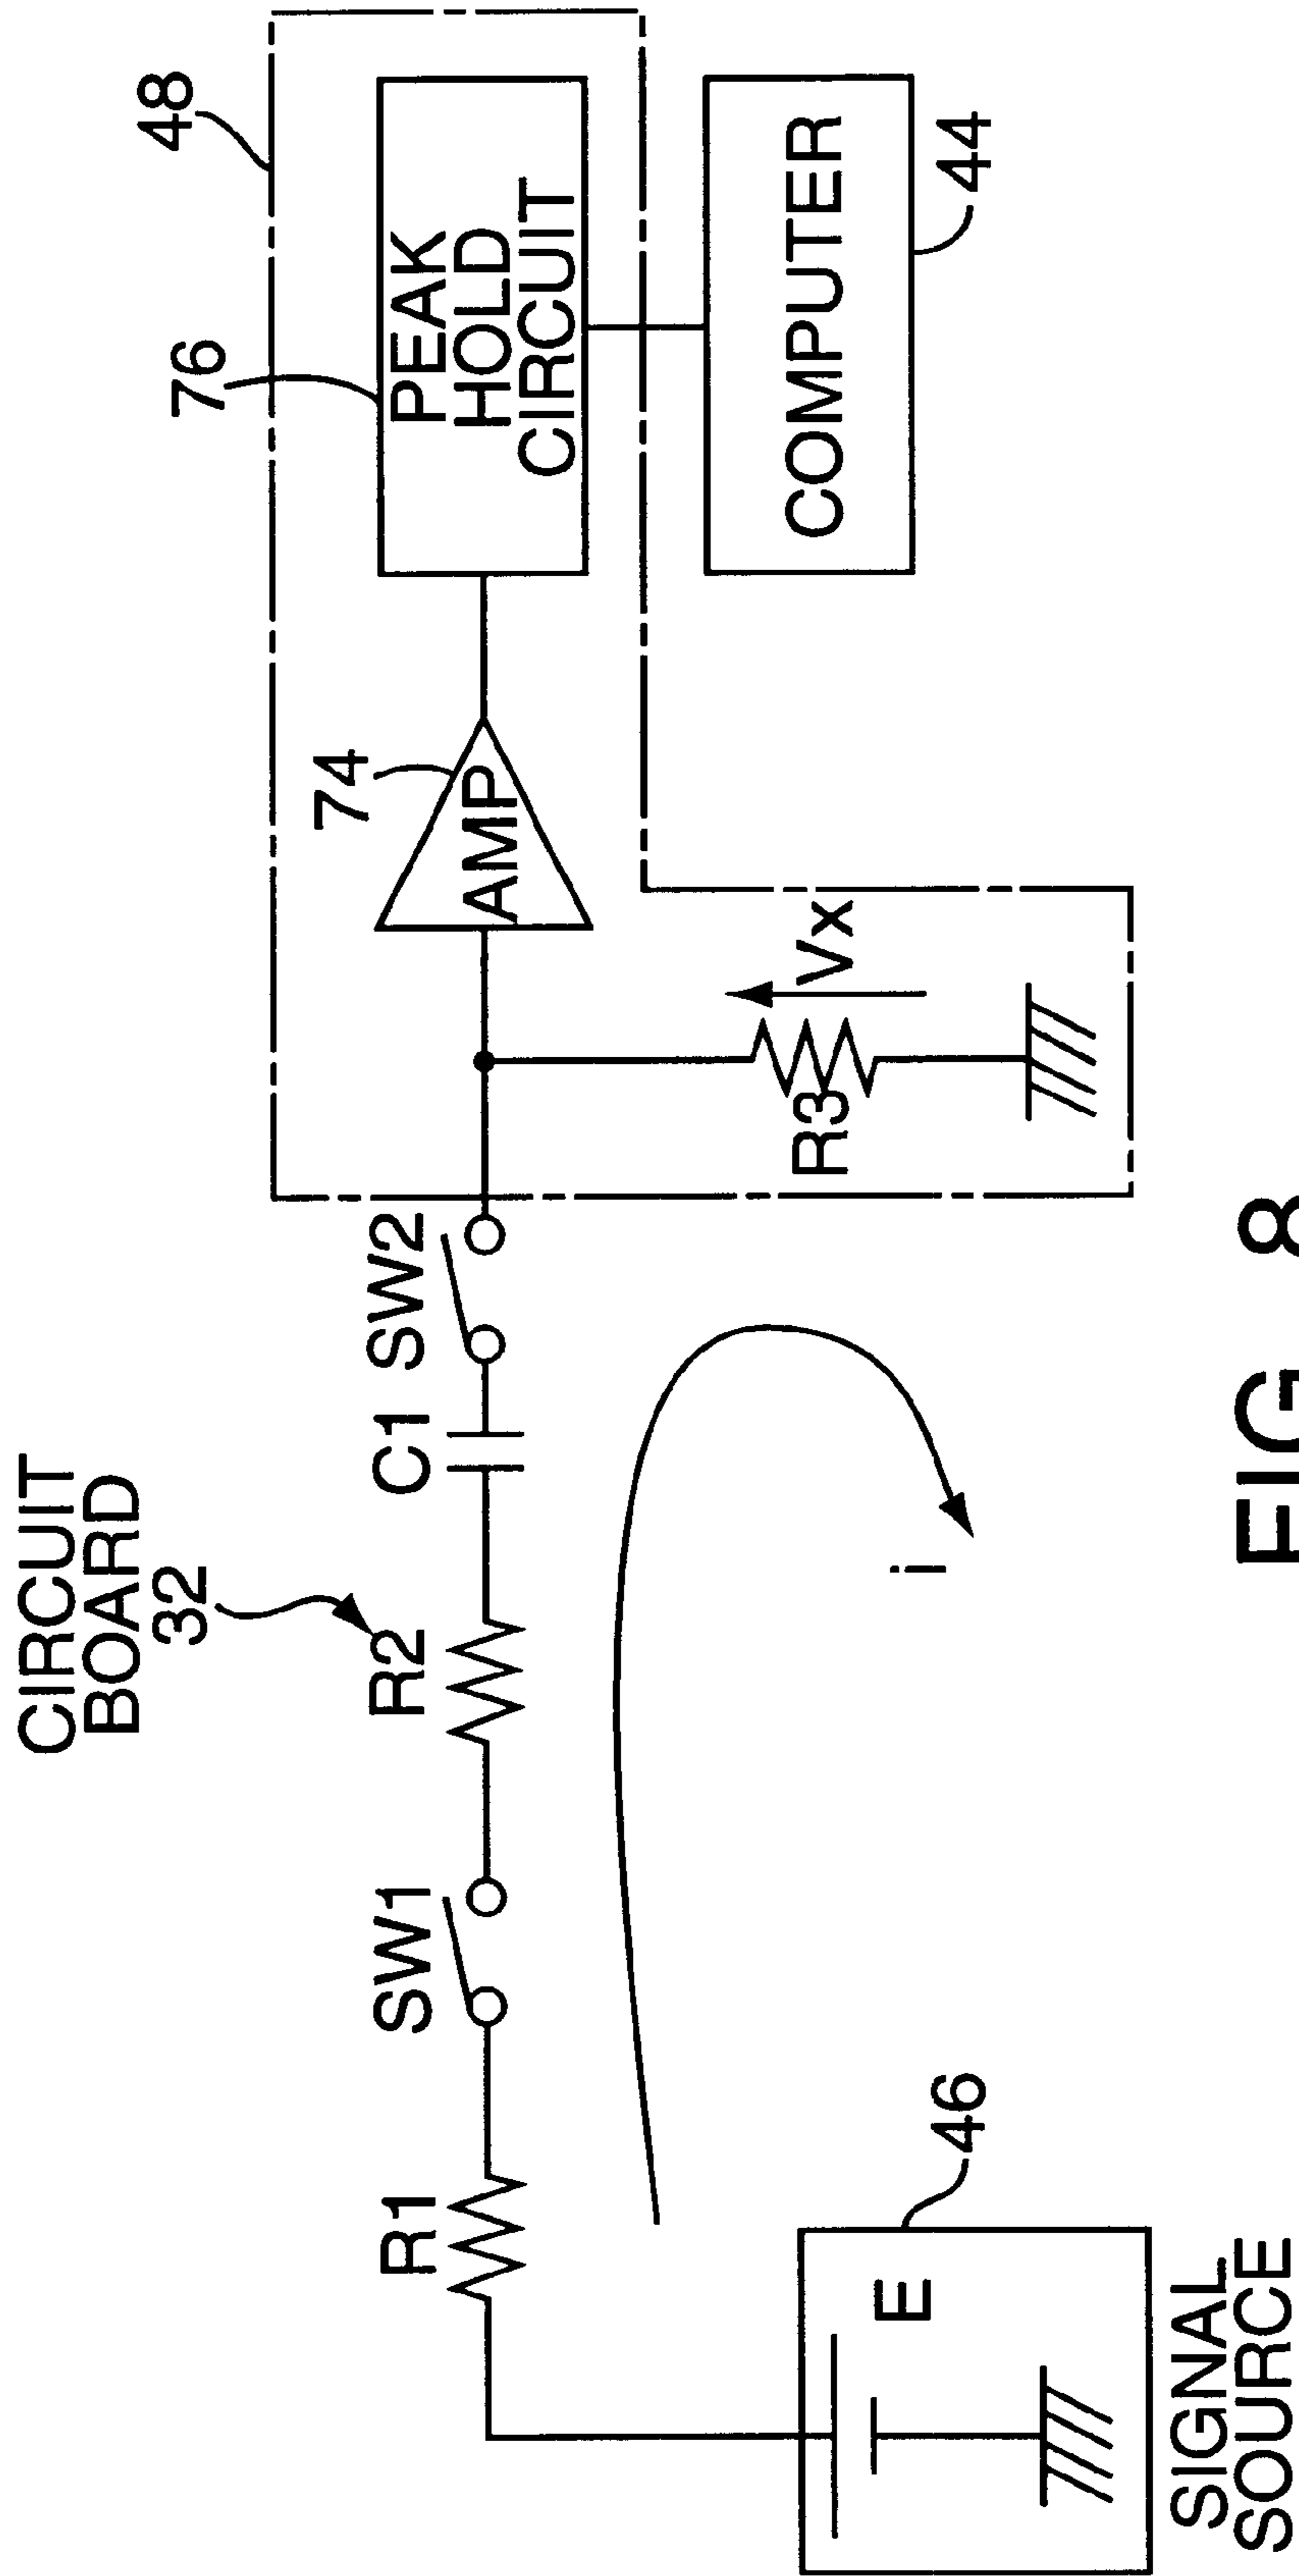 CIRCUIT
BOARD
32
48
76
74
PEAK
HOLD
CIRCUIT
AMP
R1
SW1
R2
C1
SW2
R3
Vx
COMPUTER
44
i
E
46
SIGNAL
SOURCE
FIG. 8